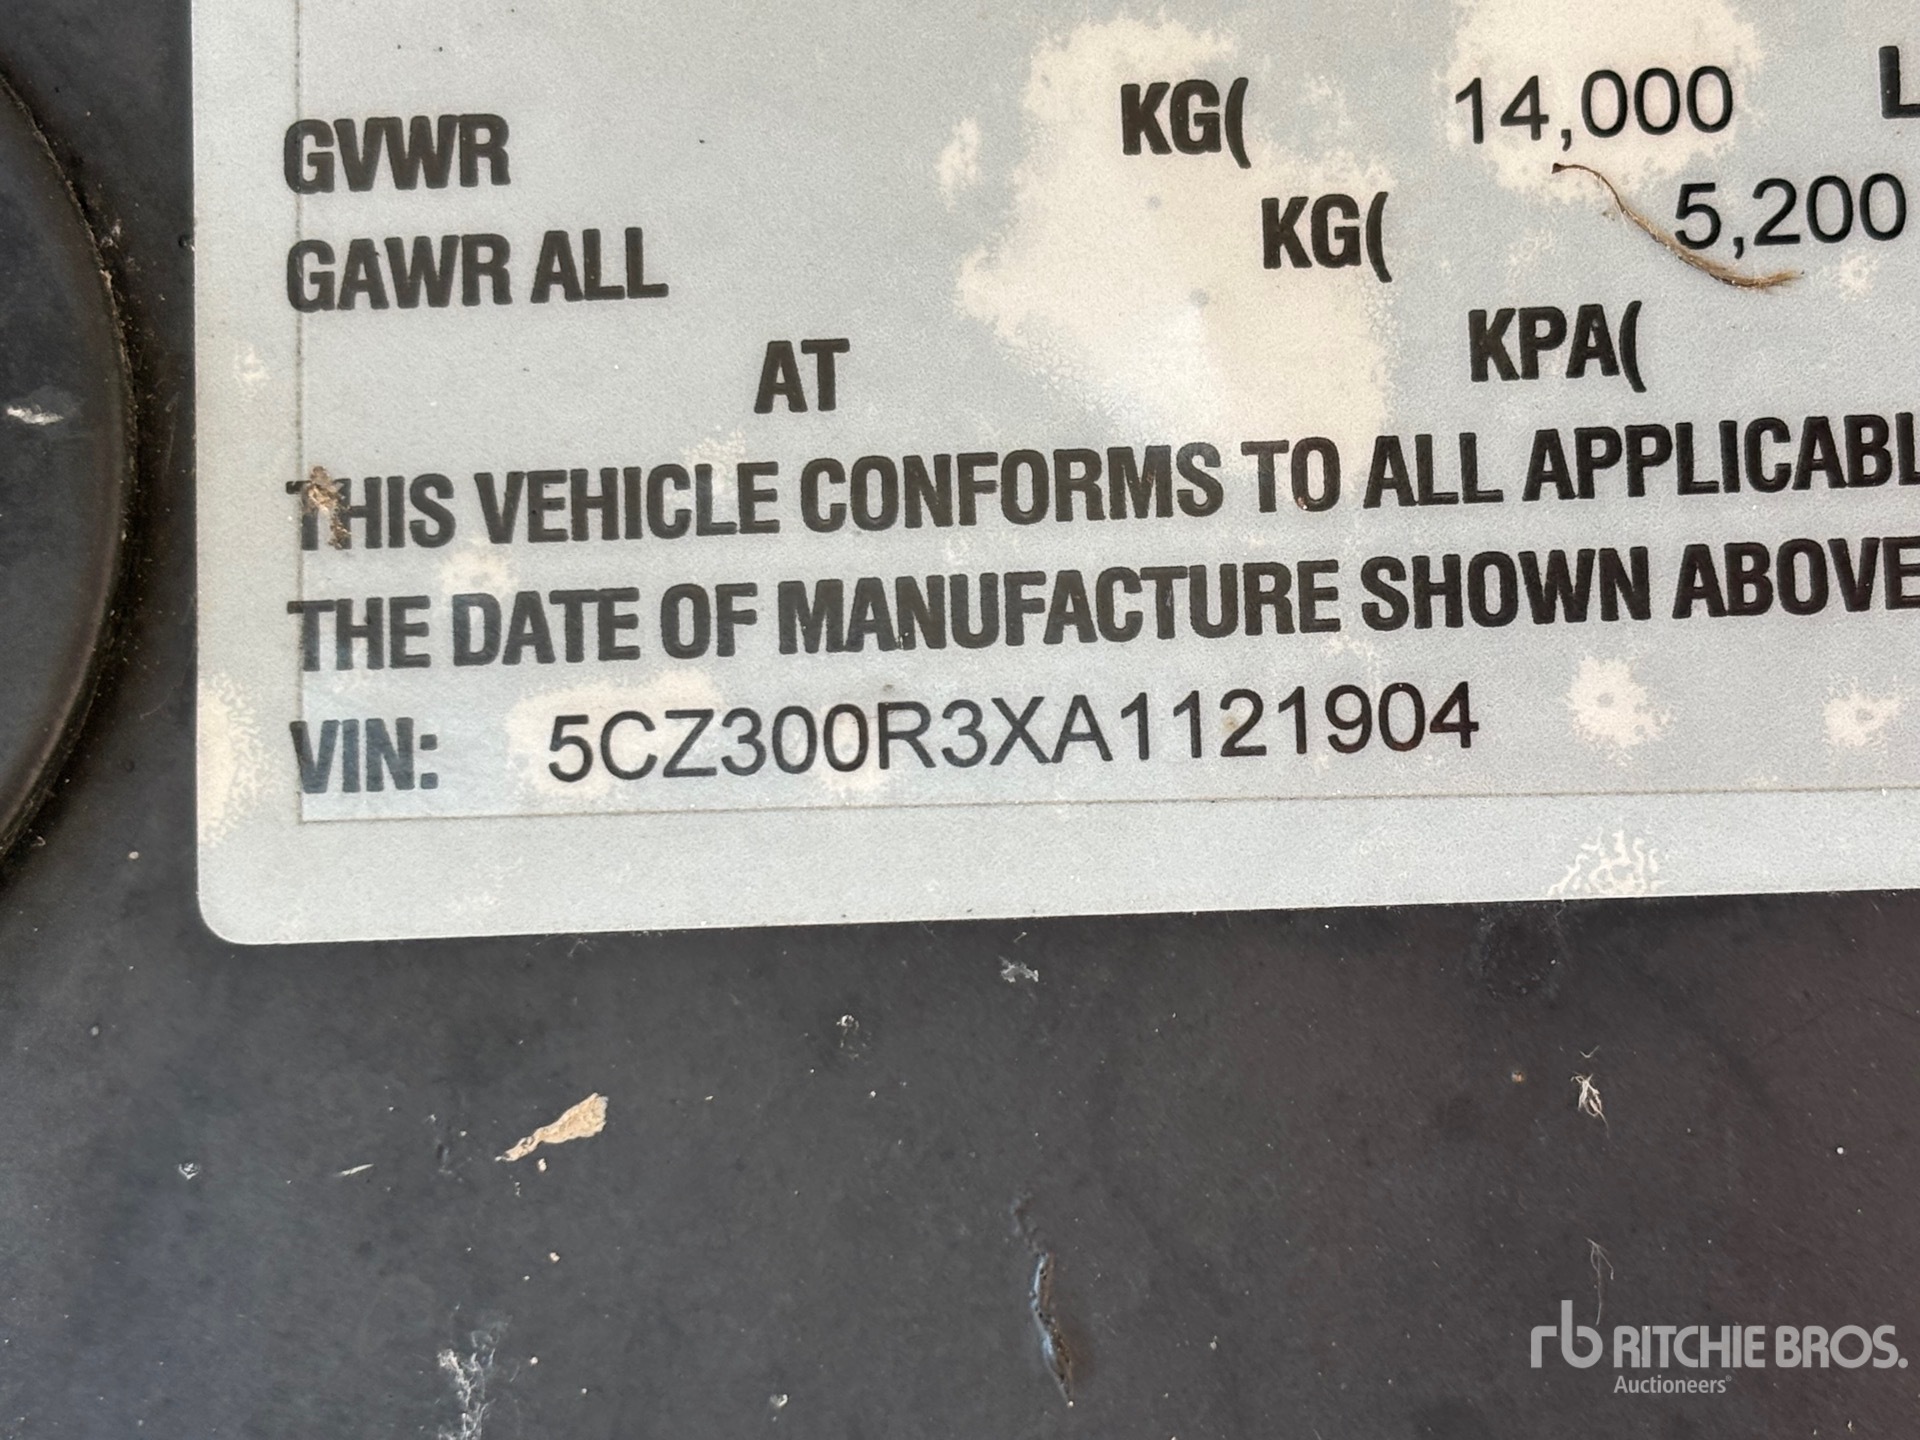 GVWR KG( 14,000 L
GAWR ALL KG( 5,200
AT KPA(
THIS VEHICLE CONFORMS TO ALL APPLICABL
THE DATE OF MANUFACTURE SHOWN ABOVE
VIN: 5CZ300R3XA1121904
rb RITCHIE BROS.
Auctioneers